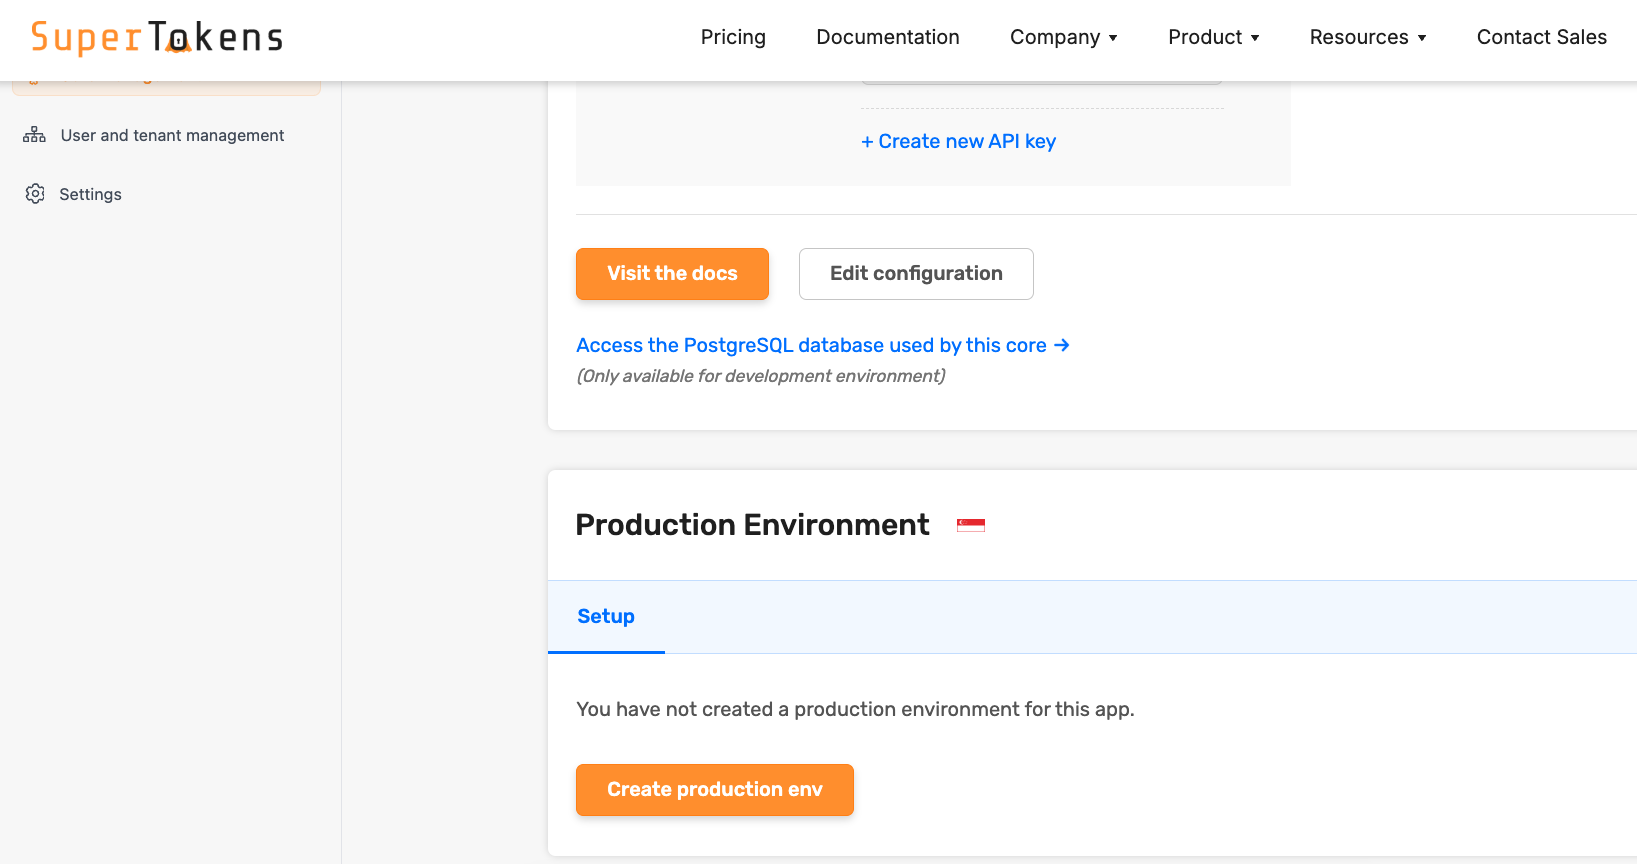 SuperTokens
Pricing
Documentation
Company
Product
Resources
Contact Sales
User and tenant management
Settings
+ Create new API key
Visit the docs
Edit configuration
Access the PostgreSQL database used by this core →
(Only available for development environment)
Production Environment
Setup
You have not created a production environment for this app.
Create production env